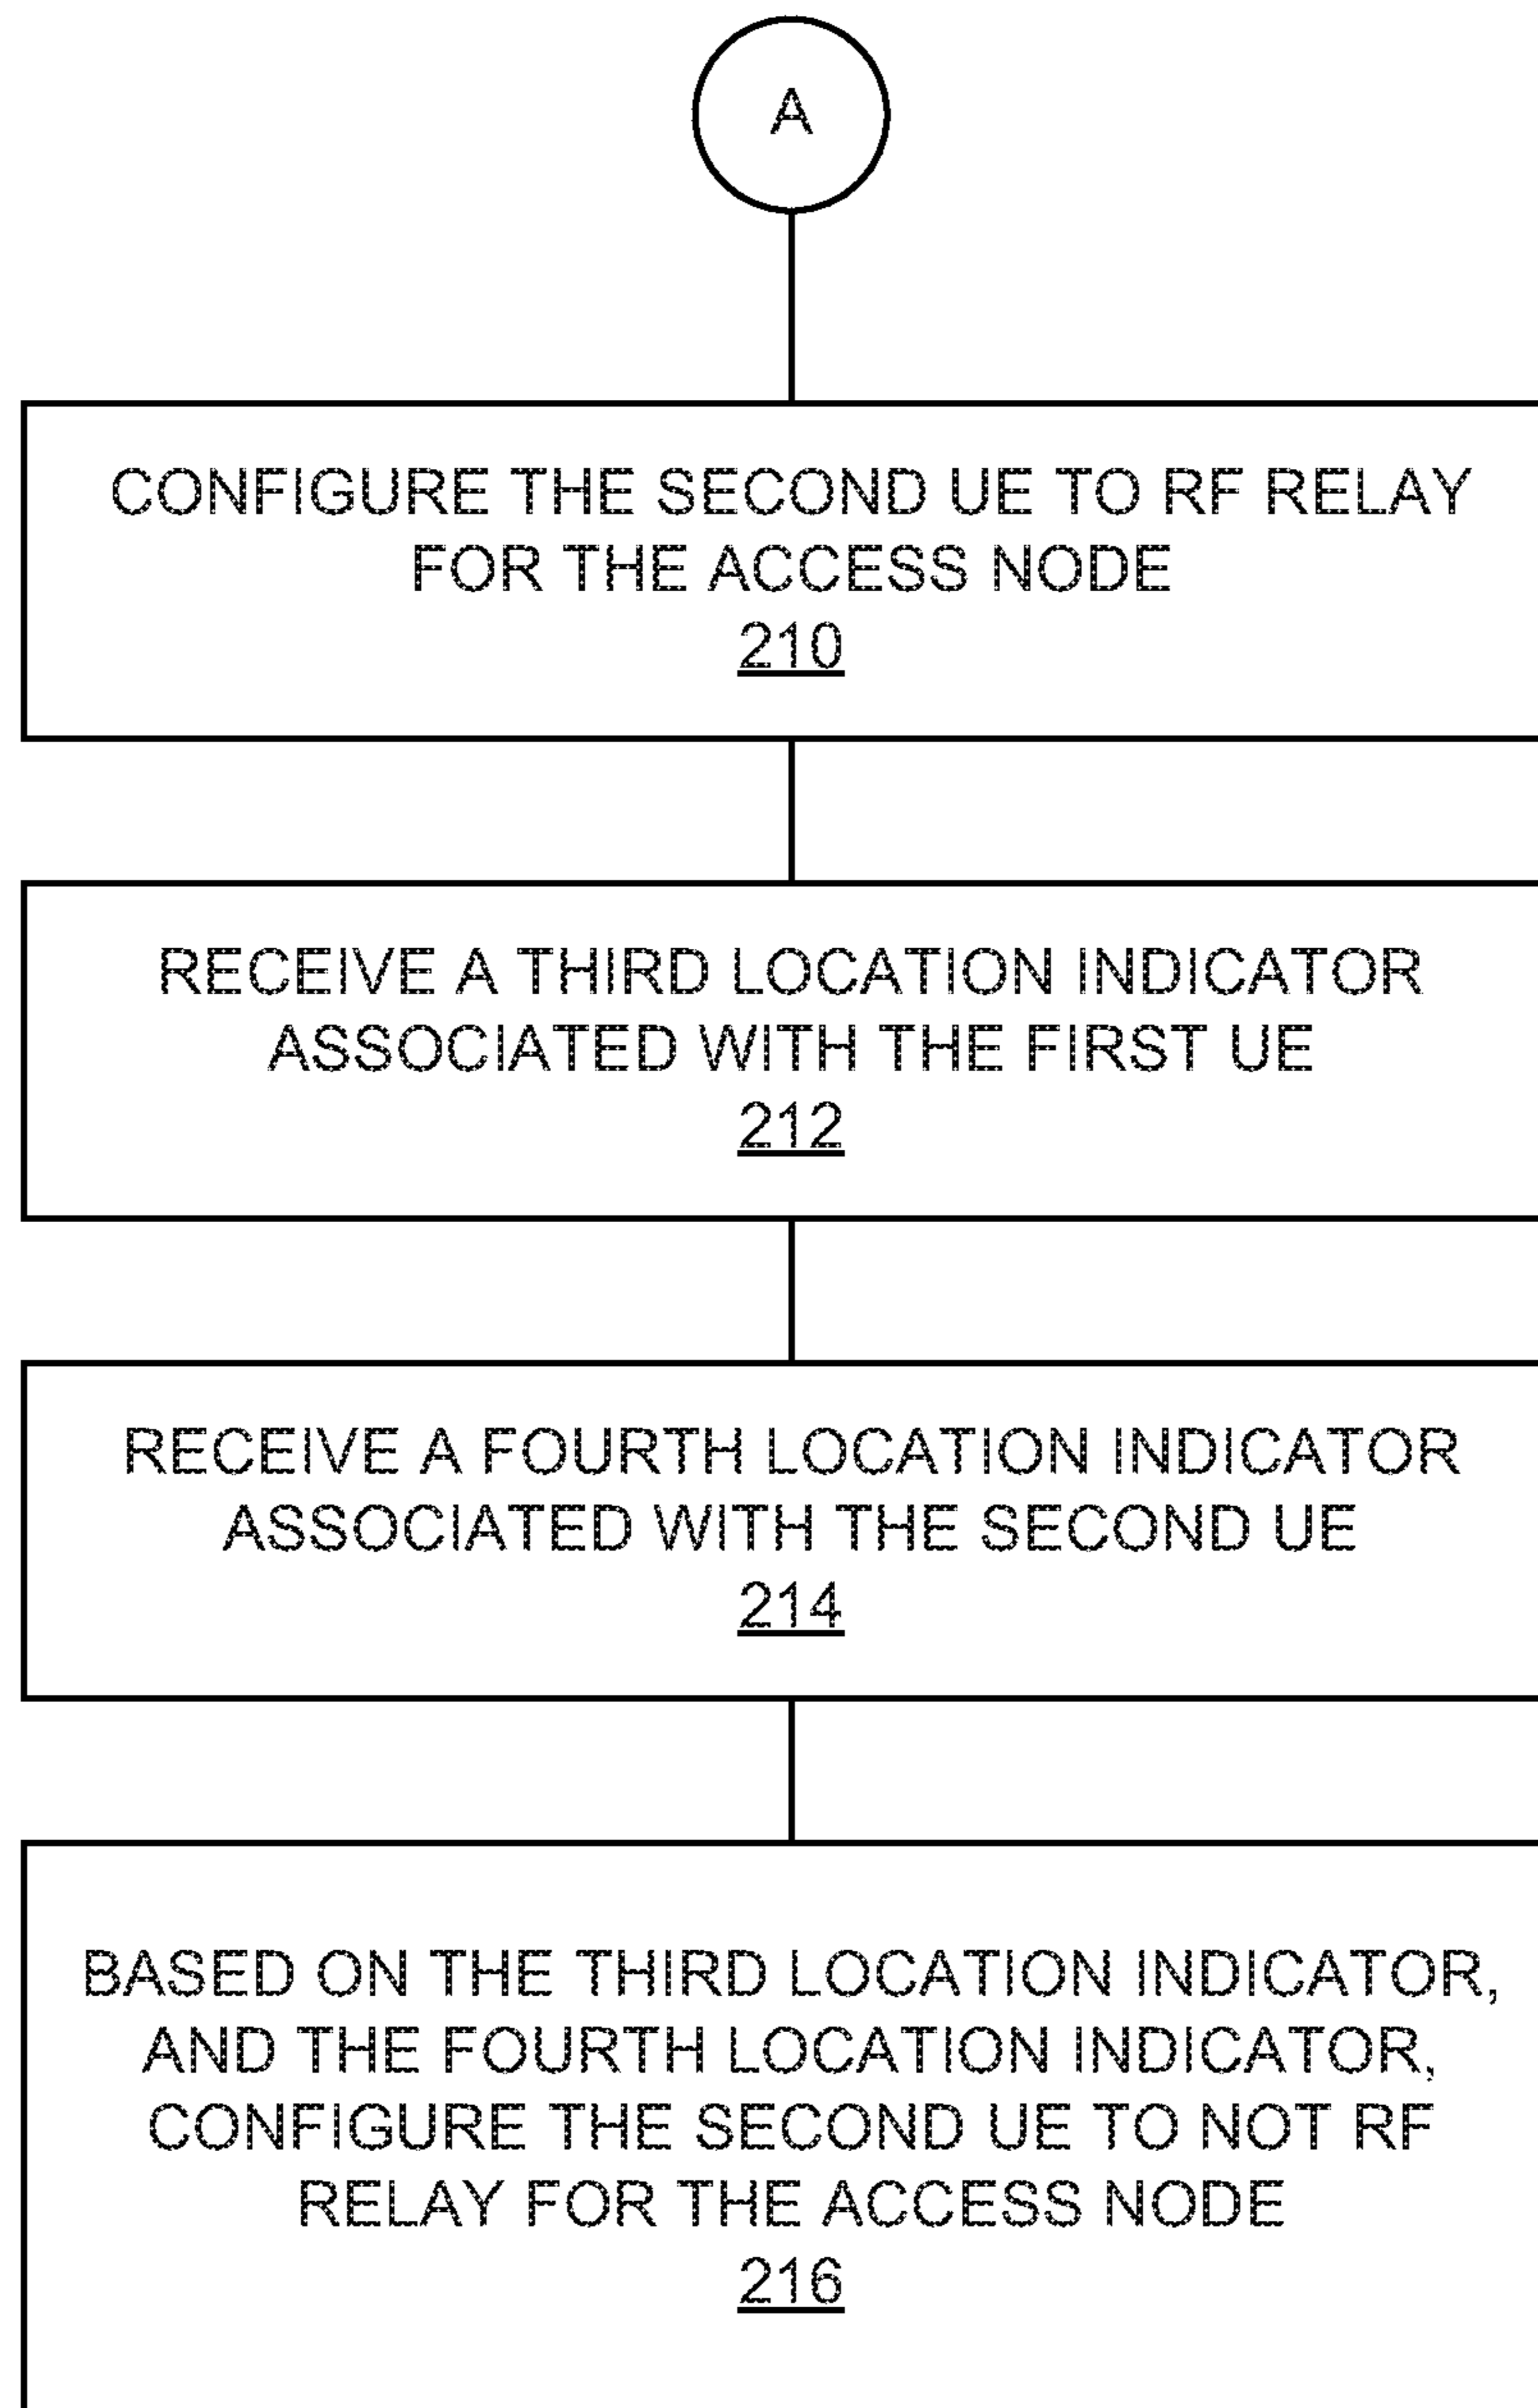 A
CONFIGURE THE SECOND UE TO RF RELAY
FOR THE ACCESS NODE
210
RECEIVE A THIRD LOCATION INDICATOR
ASSOCIATED WITH THE FIRST UE
212
RECEIVE A FOURTH LOCATION INDICATOR
ASSOCIATED WITH THE SECOND UE
214
BASED ON THE THIRD LOCATION INDICATOR,
AND THE FOURTH LOCATION INDICATOR,
CONFIGURE THE SECOND UE TO NOT RF
RELAY FOR THE ACCESS NODE
216